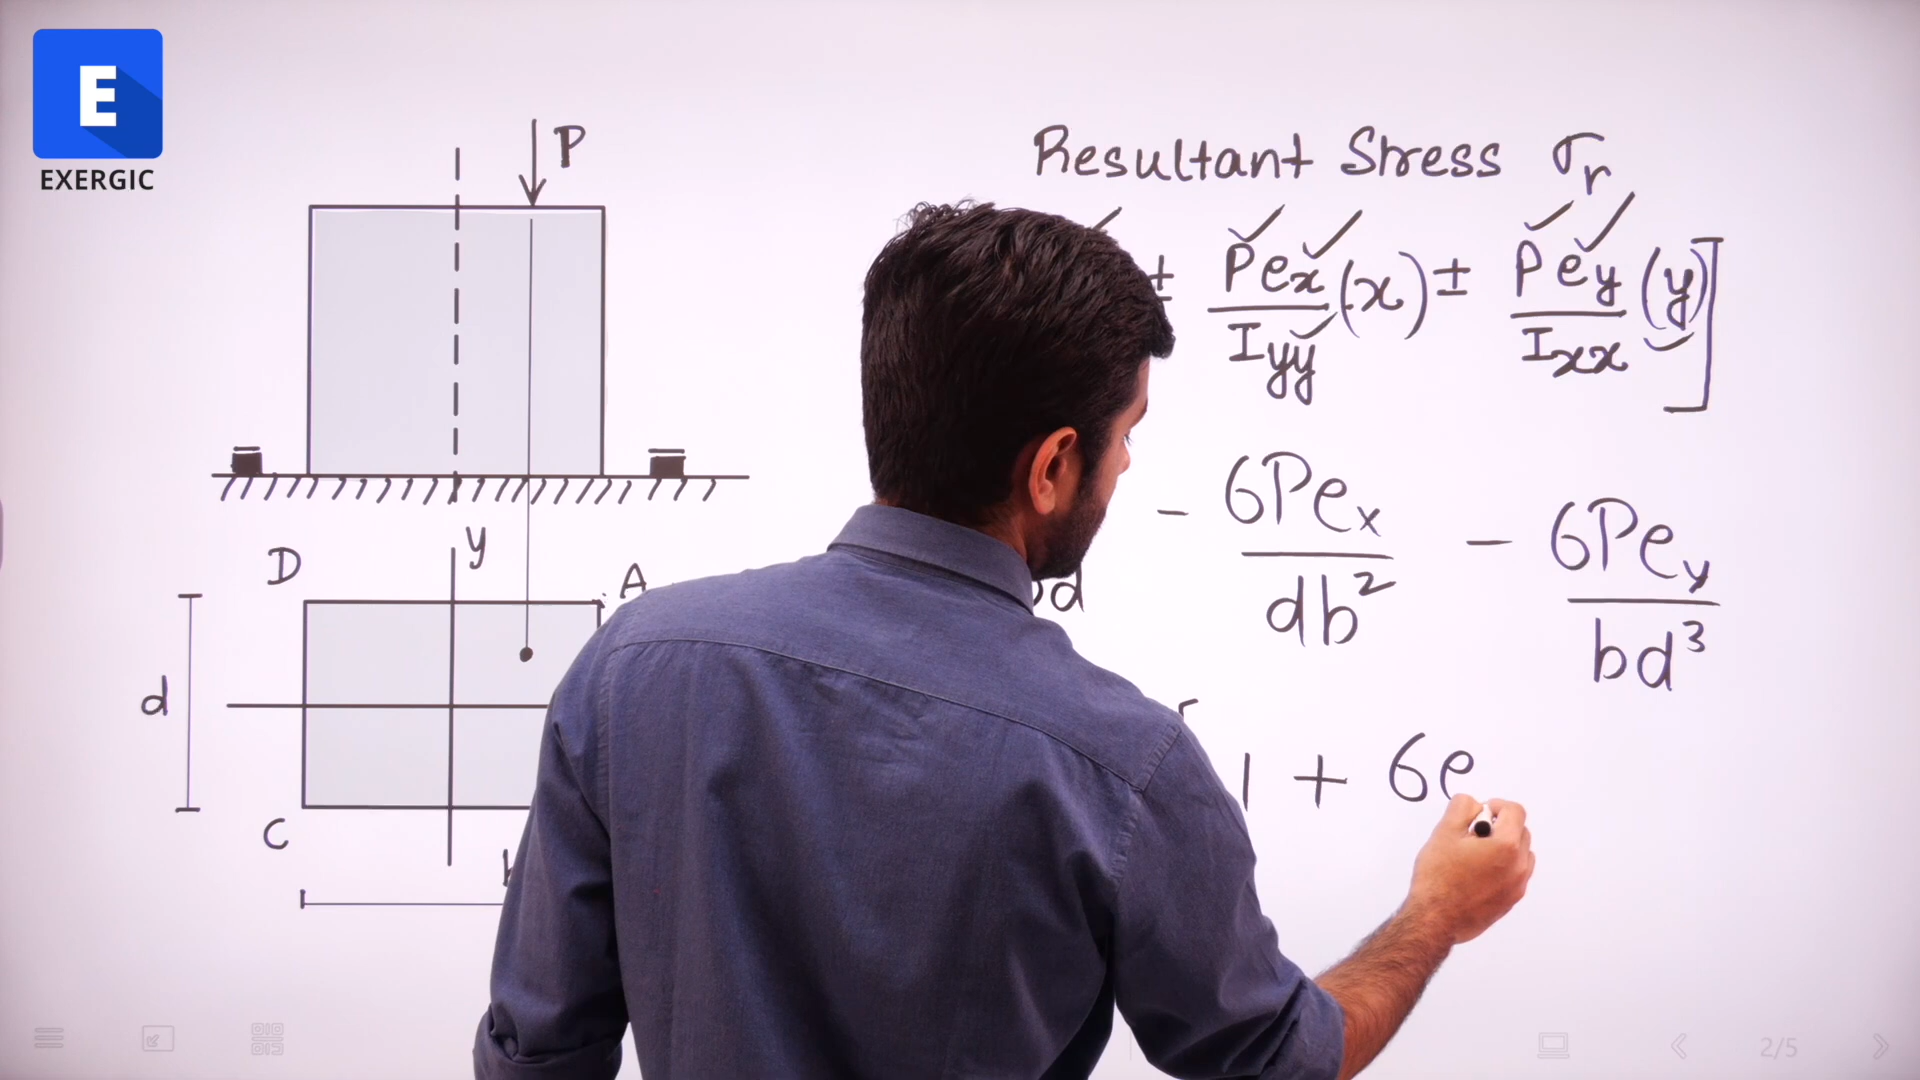 E
EXERGIC
P
Resultant Stress σr
± Pex/Iyy (x) ± Pey/Ixx (y)]
- 6Pex/db² - 6Pey/bd³
y
D
A
d
C
1 + 6e
2/5